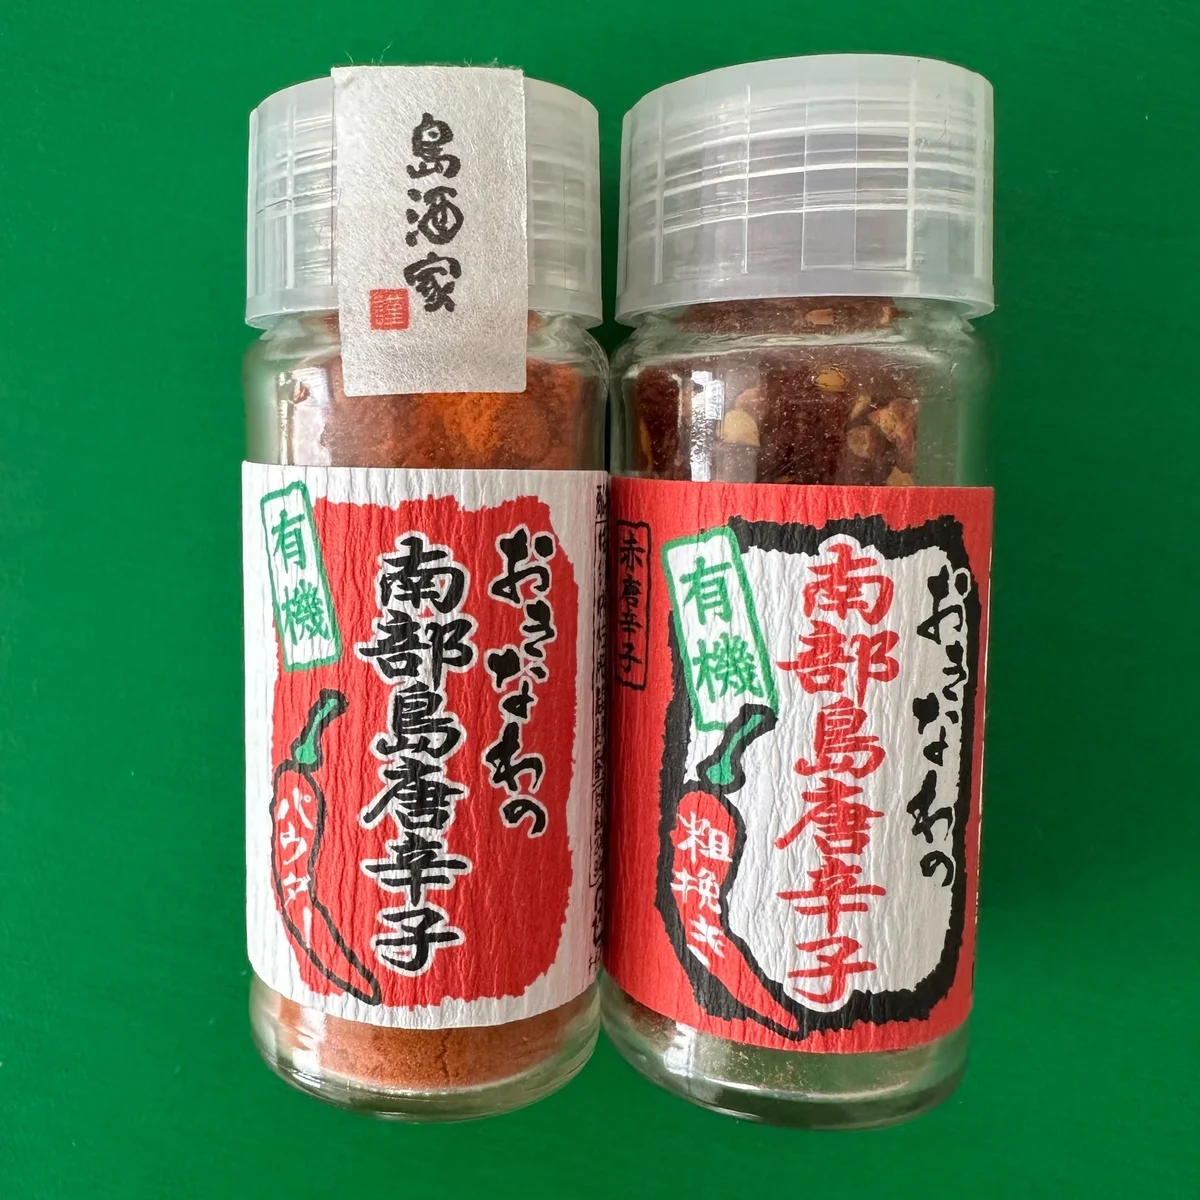 島酒家
謹
おきなわの
南部島唐辛子
有機
パウダー
おきなわの
南部島唐辛子
有機
粗挽き
赤唐辛子